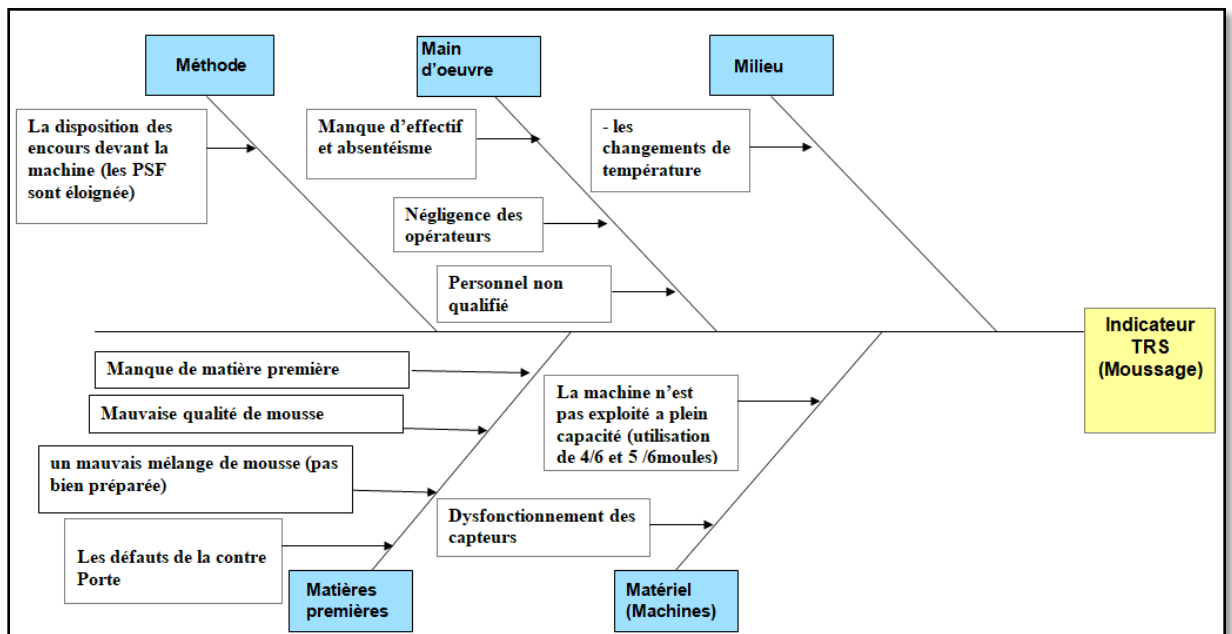 Méthode
Main
d'oeuvre
Milieu
La disposition des
encours devant la
machine (les PSF
sont éloignée)
Manque d'effectif
et absentéisme
- les
changements de
température
Négligence des
opérateurs
Personnel non
qualifié
Indicateur
TRS
(Moussage)
Manque de matière première
Mauvaise qualité de mousse
un mauvais mélange de mousse (pas
bien préparée)
Les défauts de la contre
Porte
La machine n'est
pas exploité a plein
capacité (utilisation
de 4/6 et 5 /6moules)
Dysfonctionnement des
capteurs
Matières
premières
Matériel
(Machines)